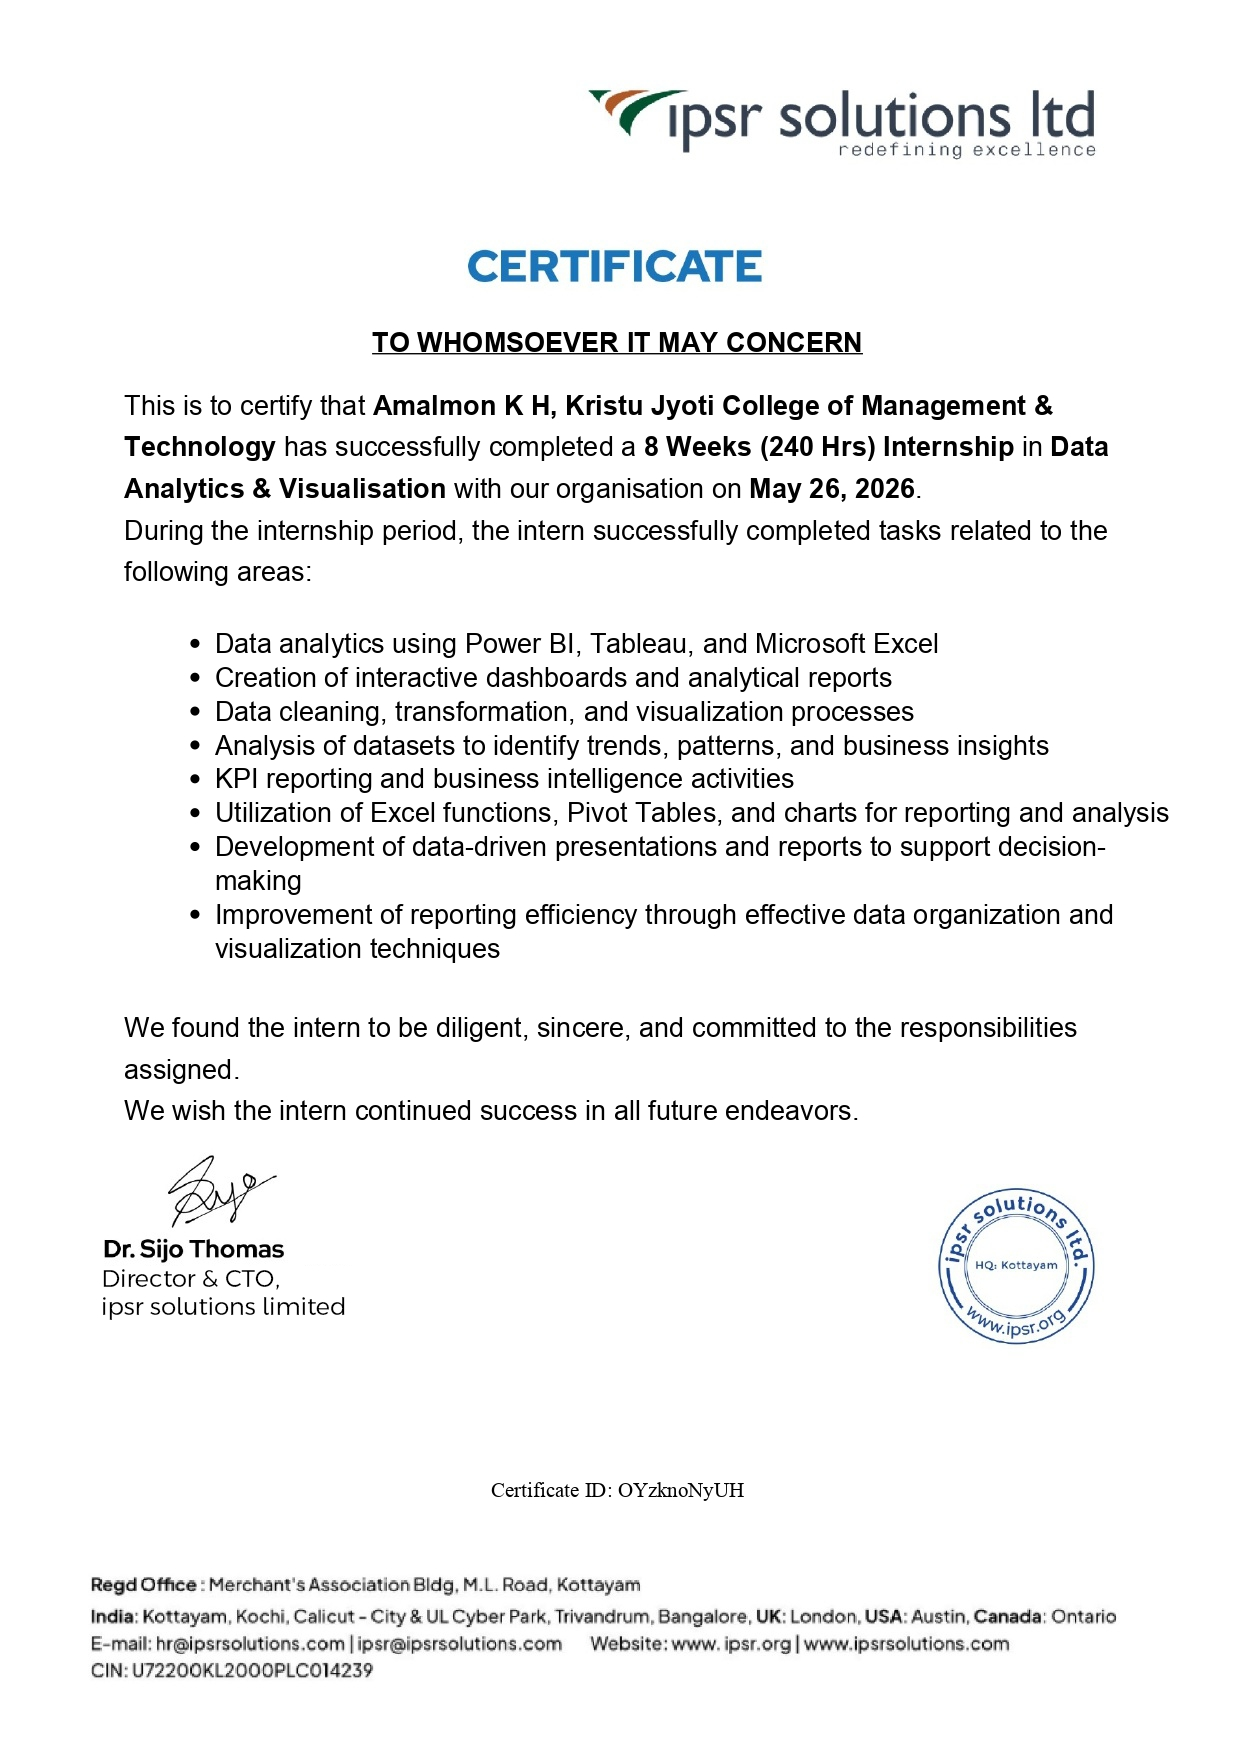 ipsr solutions ltd
redefining excellence
CERTIFICATE
TO WHOMSOEVER IT MAY CONCERN
This is to certify that Amalmon K H, Kristu Jyoti College of Management &
Technology has successfully completed a 8 Weeks (240 Hrs) Internship in Data
Analytics & Visualisation with our organisation on May 26, 2026.
During the internship period, the intern successfully completed tasks related to the
following areas:
• Data analytics using Power BI, Tableau, and Microsoft Excel
• Creation of interactive dashboards and analytical reports
• Data cleaning, transformation, and visualization processes
• Analysis of datasets to identify trends, patterns, and business insights
• KPI reporting and business intelligence activities
• Utilization of Excel functions, Pivot Tables, and charts for reporting and analysis
• Development of data-driven presentations and reports to support decision-
making
• Improvement of reporting efficiency through effective data organization and
visualization techniques
We found the intern to be diligent, sincere, and committed to the responsibilities
assigned.
We wish the intern continued success in all future endeavors.
Dr. Sijo Thomas
Director & CTO,
ipsr solutions limited
ipsr solutions ltd.
HQ: Kottayam
www.ipsr.org
Certificate ID: OYzknoNyUH
Regd Office : Merchant's Association Bldg, M.L. Road, Kottayam
India: Kottayam, Kochi, Calicut - City & UL Cyber Park, Trivandrum, Bangalore, UK: London, USA: Austin, Canada: Ontario
E-mail: hr@ipsrsolutions.com | ipsr@ipsrsolutions.com Website: www. ipsr.org | www.ipsrsolutions.com
CIN: U72200KL2000PLC014239